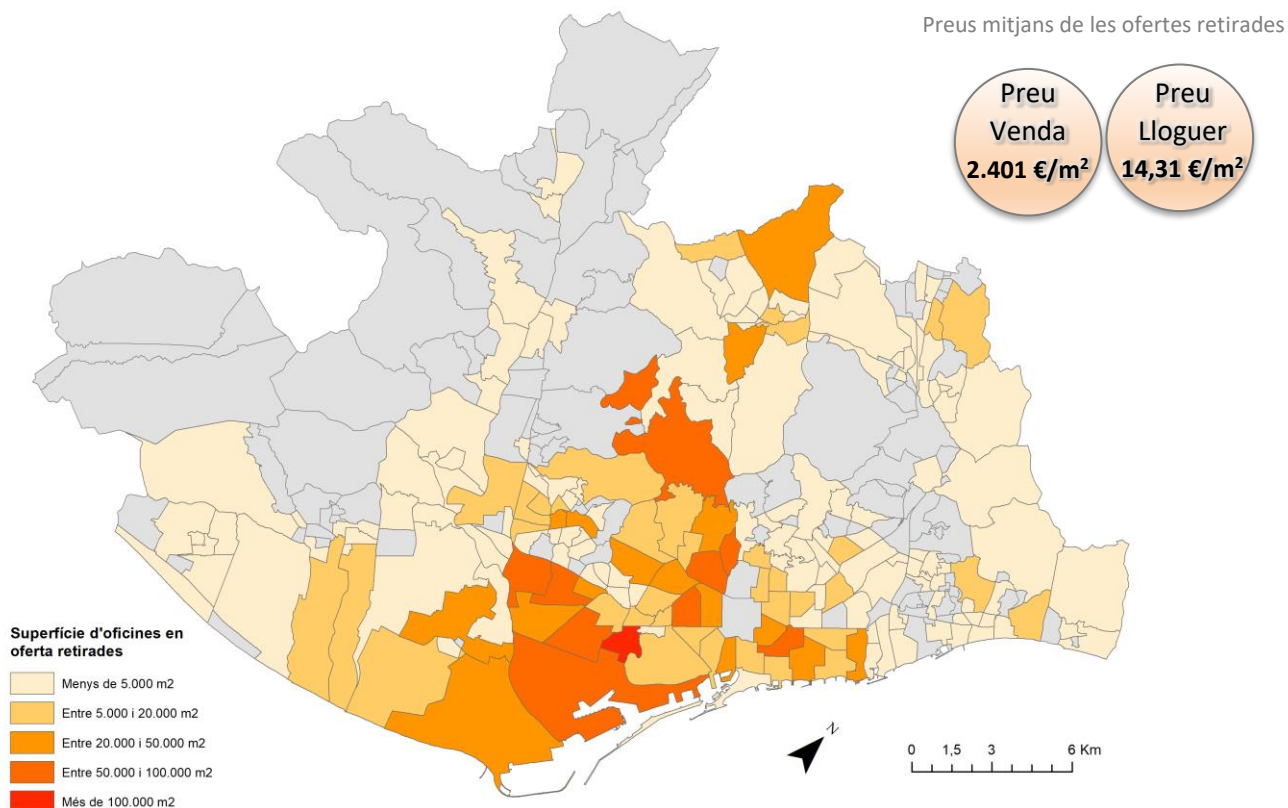 Preus mitjans de les ofertes retirades
Preu
Venda
2.401 €/m²
Preu
Lloguer
14,31 €/m²
Superfície d'oficines en
oferta retirades
Menys de 5.000 m2
Entre 5.000 i 20.000 m2
Entre 20.000 i 50.000 m2
Entre 50.000 i 100.000 m2
Més de 100.000 m2
N
0 1,5 3 6 Km